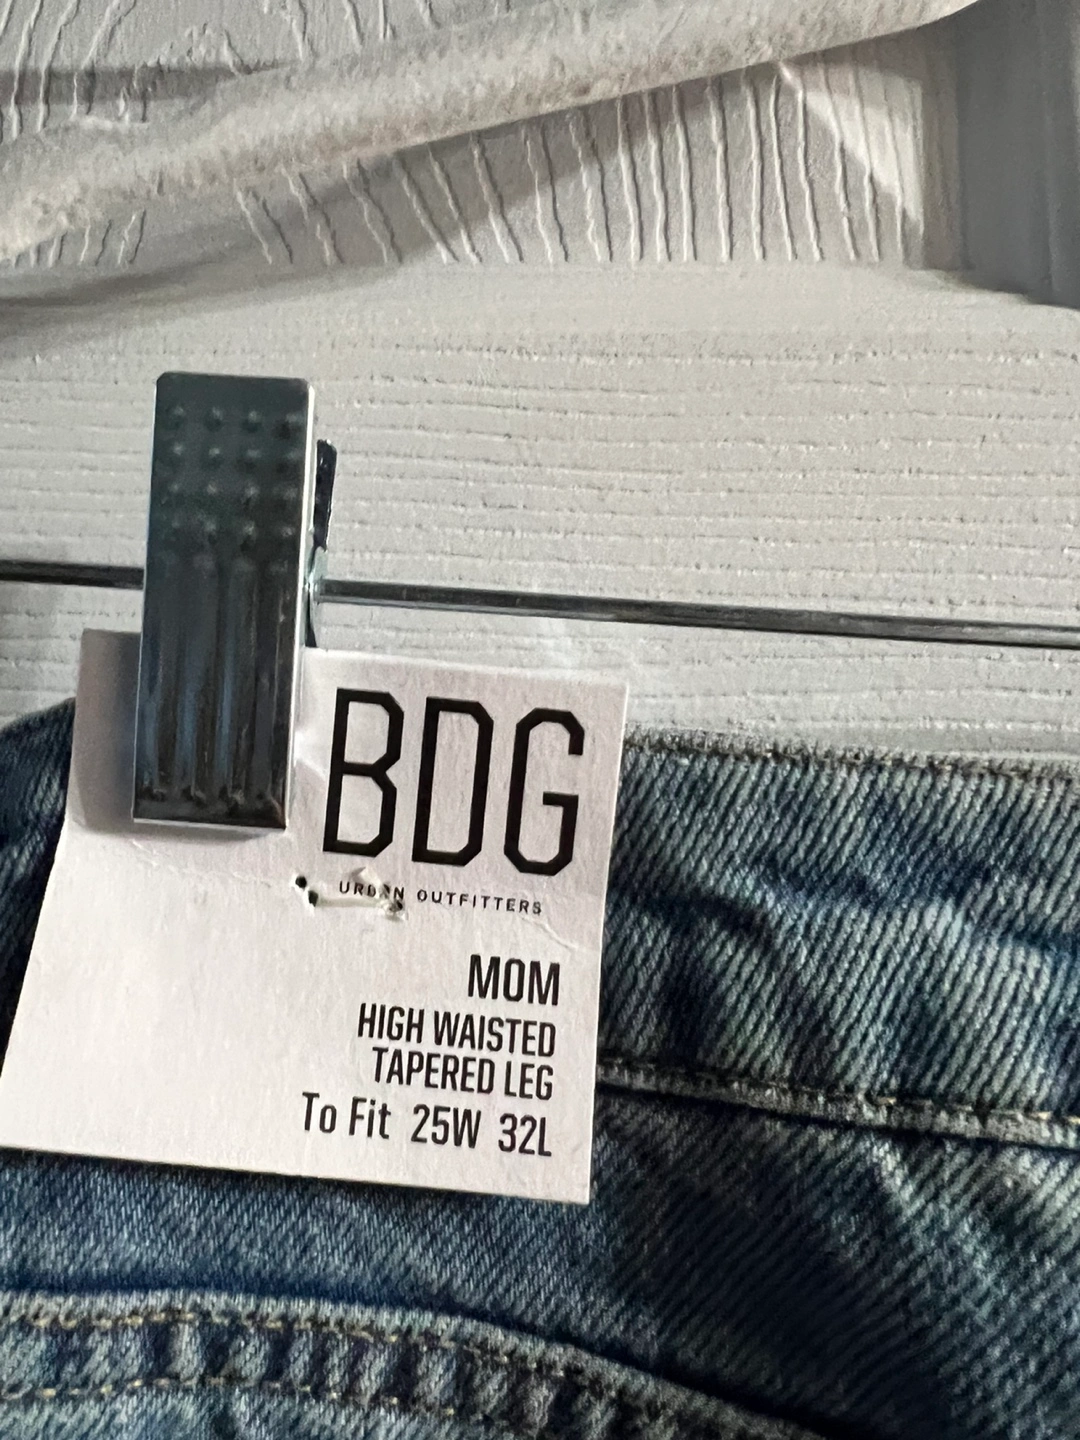 BDG
URBAN OUTFITTERS
MOM
HIGH WAISTED
TAPERED LEG
To Fit 25W 32L